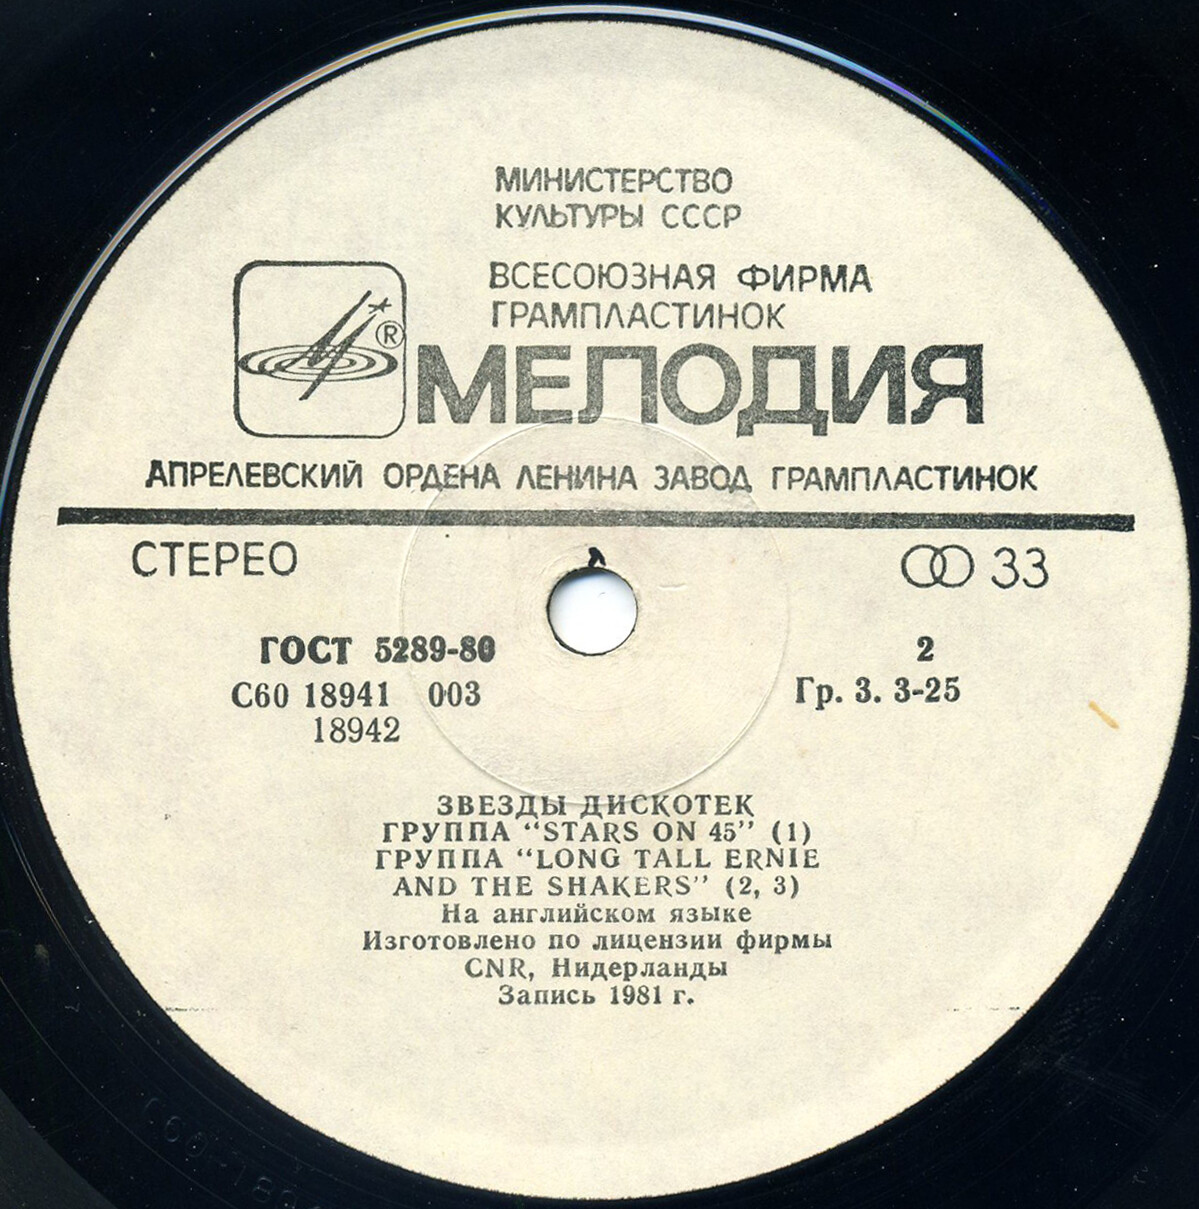 МИНИСТЕРСТВО
КУЛЬТУРЫ СССР
ВСЕСОЮЗНАЯ ФИРМА
ГРАМПЛАСТИНОК
®
МЕЛОДИЯ
АПРЕЛЕВСКИЙ ОРДЕНА ЛЕНИНА ЗАВОД ГРАМПЛАСТИНОК
СТЕРЕО
33
ГОСТ 5289-80
2
С60 18941 003
Гр. 3. 3-25
18942
ЗВЕЗДЫ ДИСКОТЕК
ГРУППА “STARS ON 45” (1)
ГРУППА “LONG TALL ERNIE
AND THE SHAKERS” (2, 3)
На английском языке
Изготовлено по лицензии фирмы
CNR, Нидерланды
Запись 1981 г.